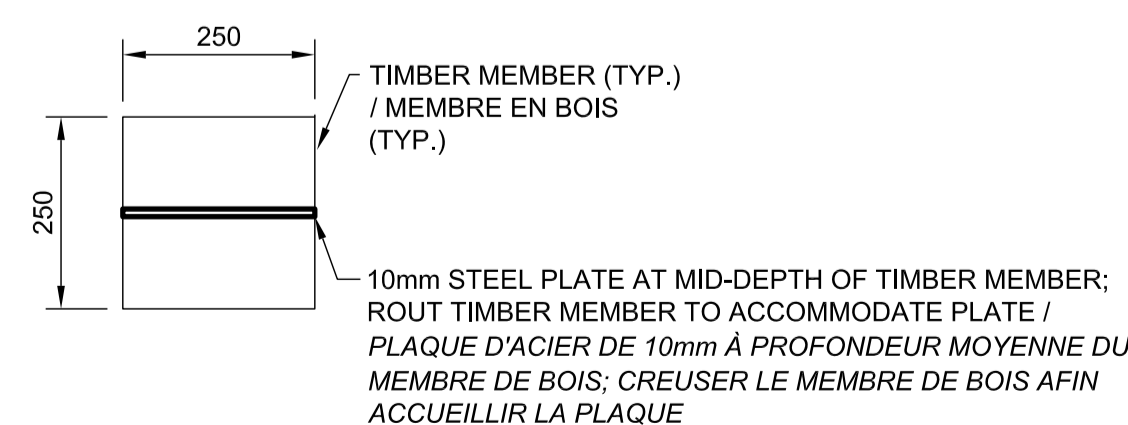 250
TIMBER MEMBER (TYP.)
/ MEMBRE EN BOIS
(TYP.)
250
10mm STEEL PLATE AT MID-DEPTH OF TIMBER MEMBER;
ROUT TIMBER MEMBER TO ACCOMMODATE PLATE /
PLAQUE D'ACIER DE 10mm À PROFONDEUR MOYENNE DU
MEMBRE DE BOIS; CREUSER LE MEMBRE DE BOIS AFIN
ACCUEILLIR LA PLAQUE